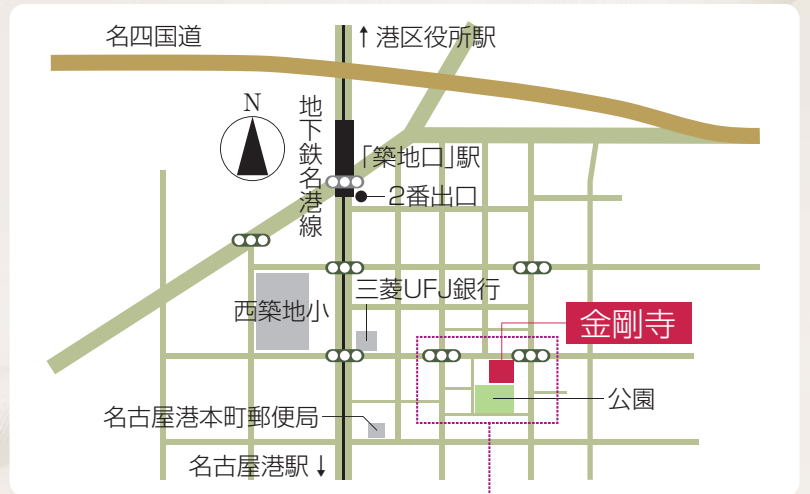 名四国道
↑港区役所駅
N
地下鉄名港線
「築地口」駅
2番出口
三菱UFJ銀行
西築地小
金剛寺
公園
名古屋港本町郵便局
名古屋港駅↓